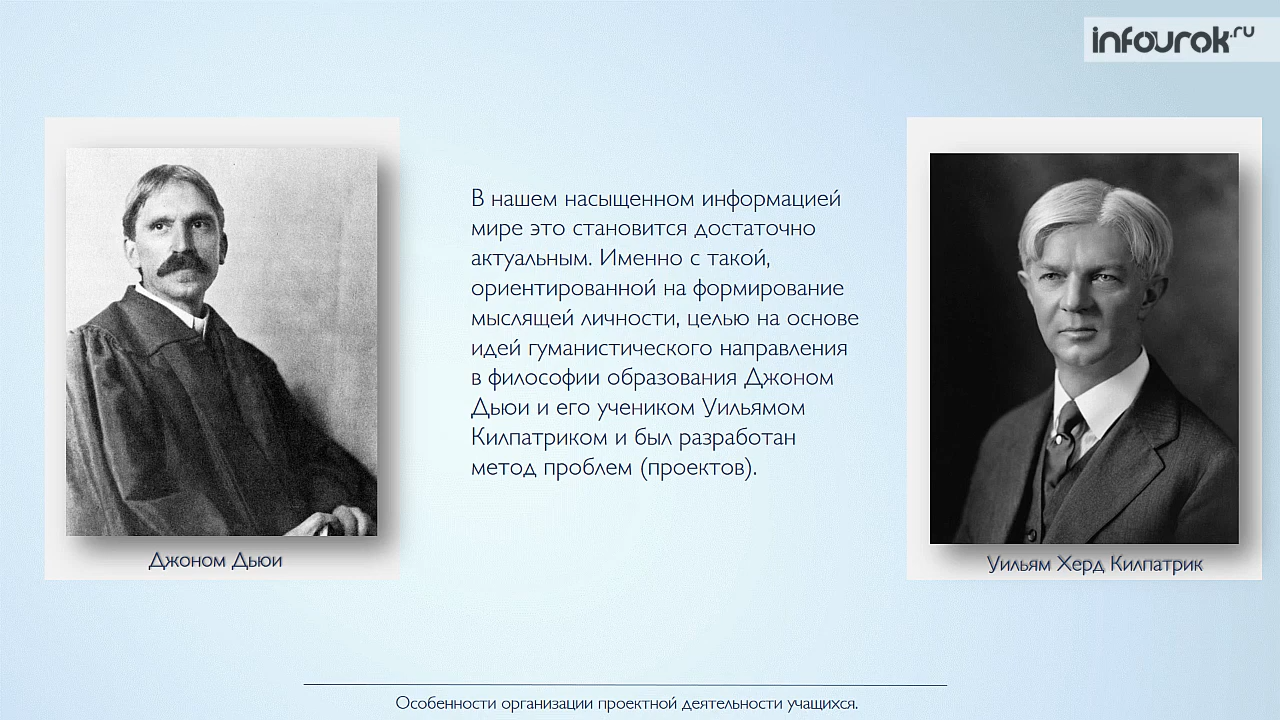 infourok.ru
В нашем насыщенном информацией
мире это становится достаточно
актуальным. Именно с такой,
ориентированной на формирование
мыслящей личности, целью на основе
идей гуманистического направления
в философии образования Джоном
Дьюи и его учеником Уильямом
Килпатриком и был разработан
метод проблем (проектов).
Джоном Дьюи
Уильям Херд Килпатрик
Особенности организации проектной деятельности учащихся.